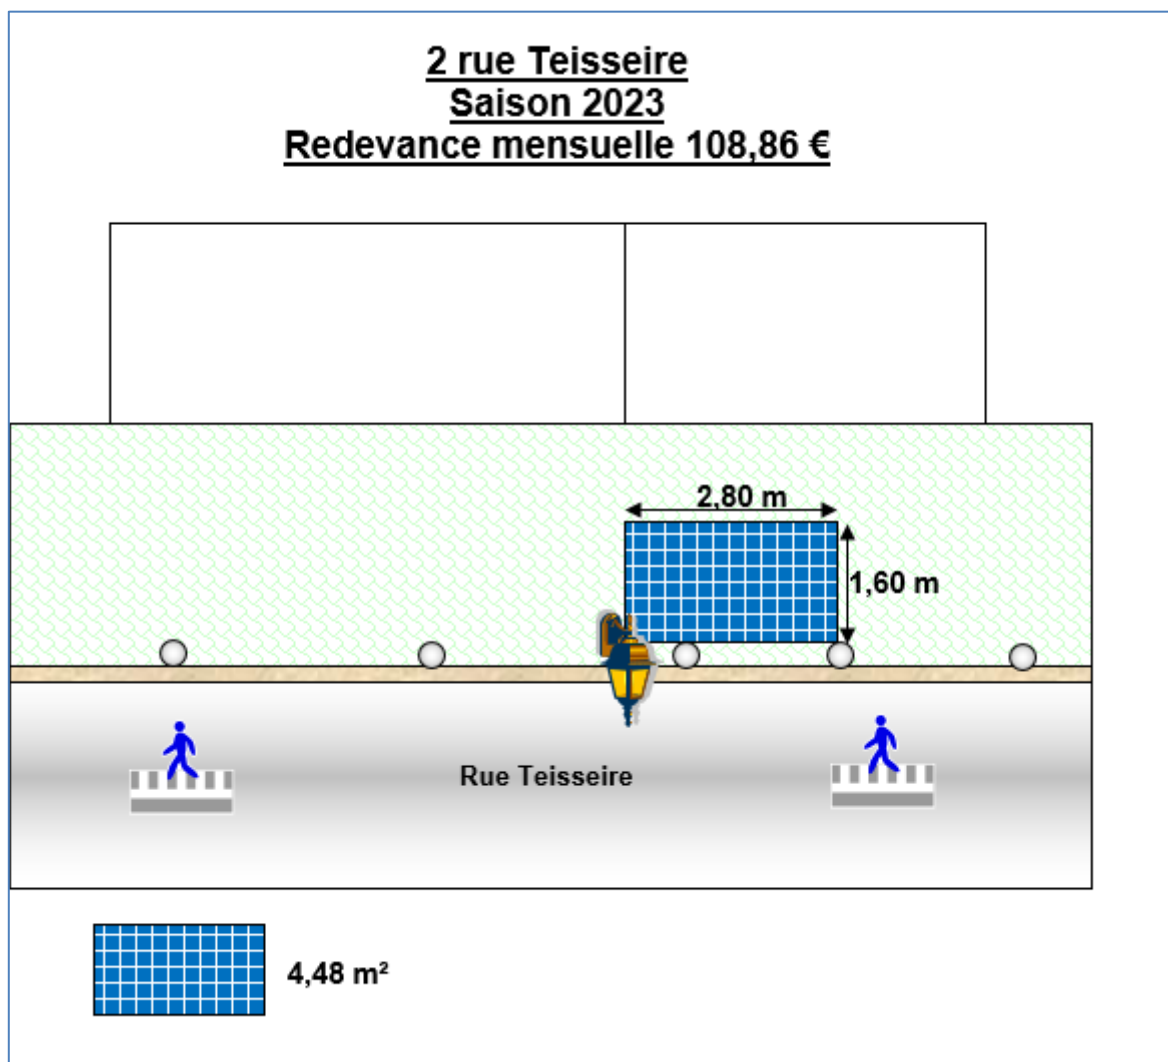 2 rue Teisseire
Saison 2023
Redevance mensuelle 108,86 €
2,80 m
1,60 m
Rue Teisseire
4,48 m²